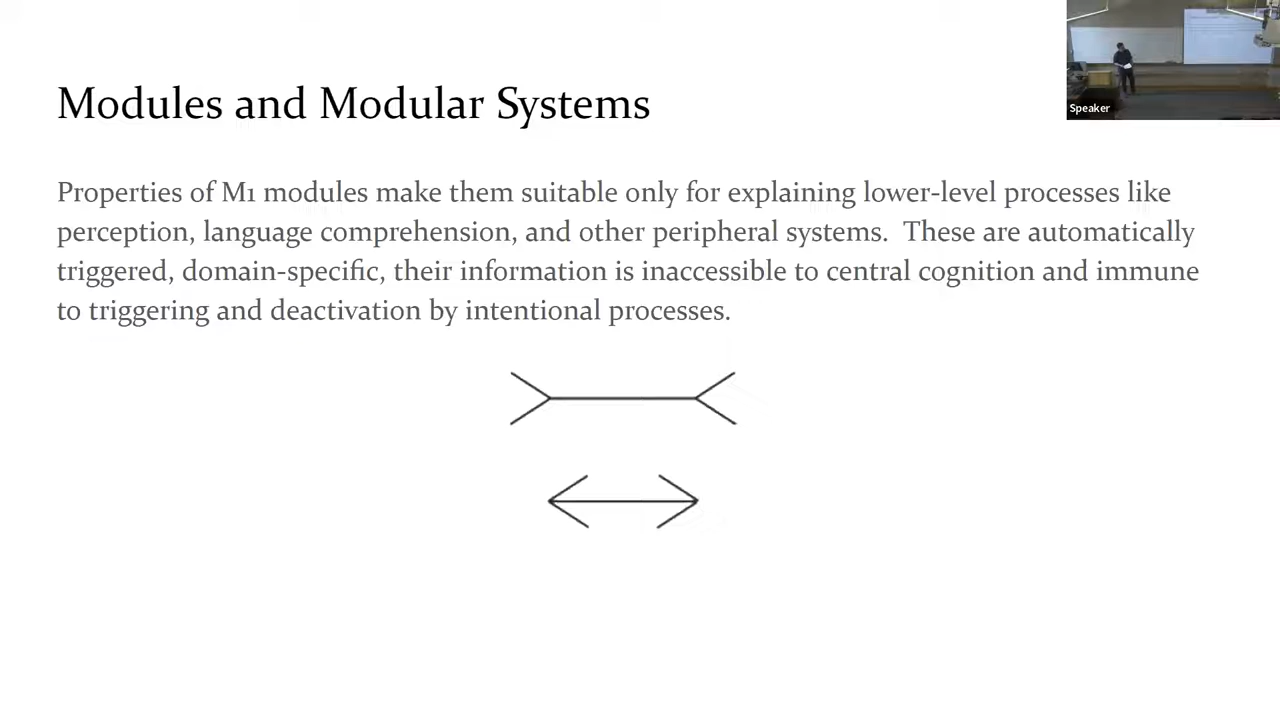 Speaker
Modules and Modular Systems
Properties of M1 modules make them suitable only for explaining lower-level processes like
perception, language comprehension, and other peripheral systems.  These are automatically
triggered, domain-specific, their information is inaccessible to central cognition and immune
to triggering and deactivation by intentional processes.